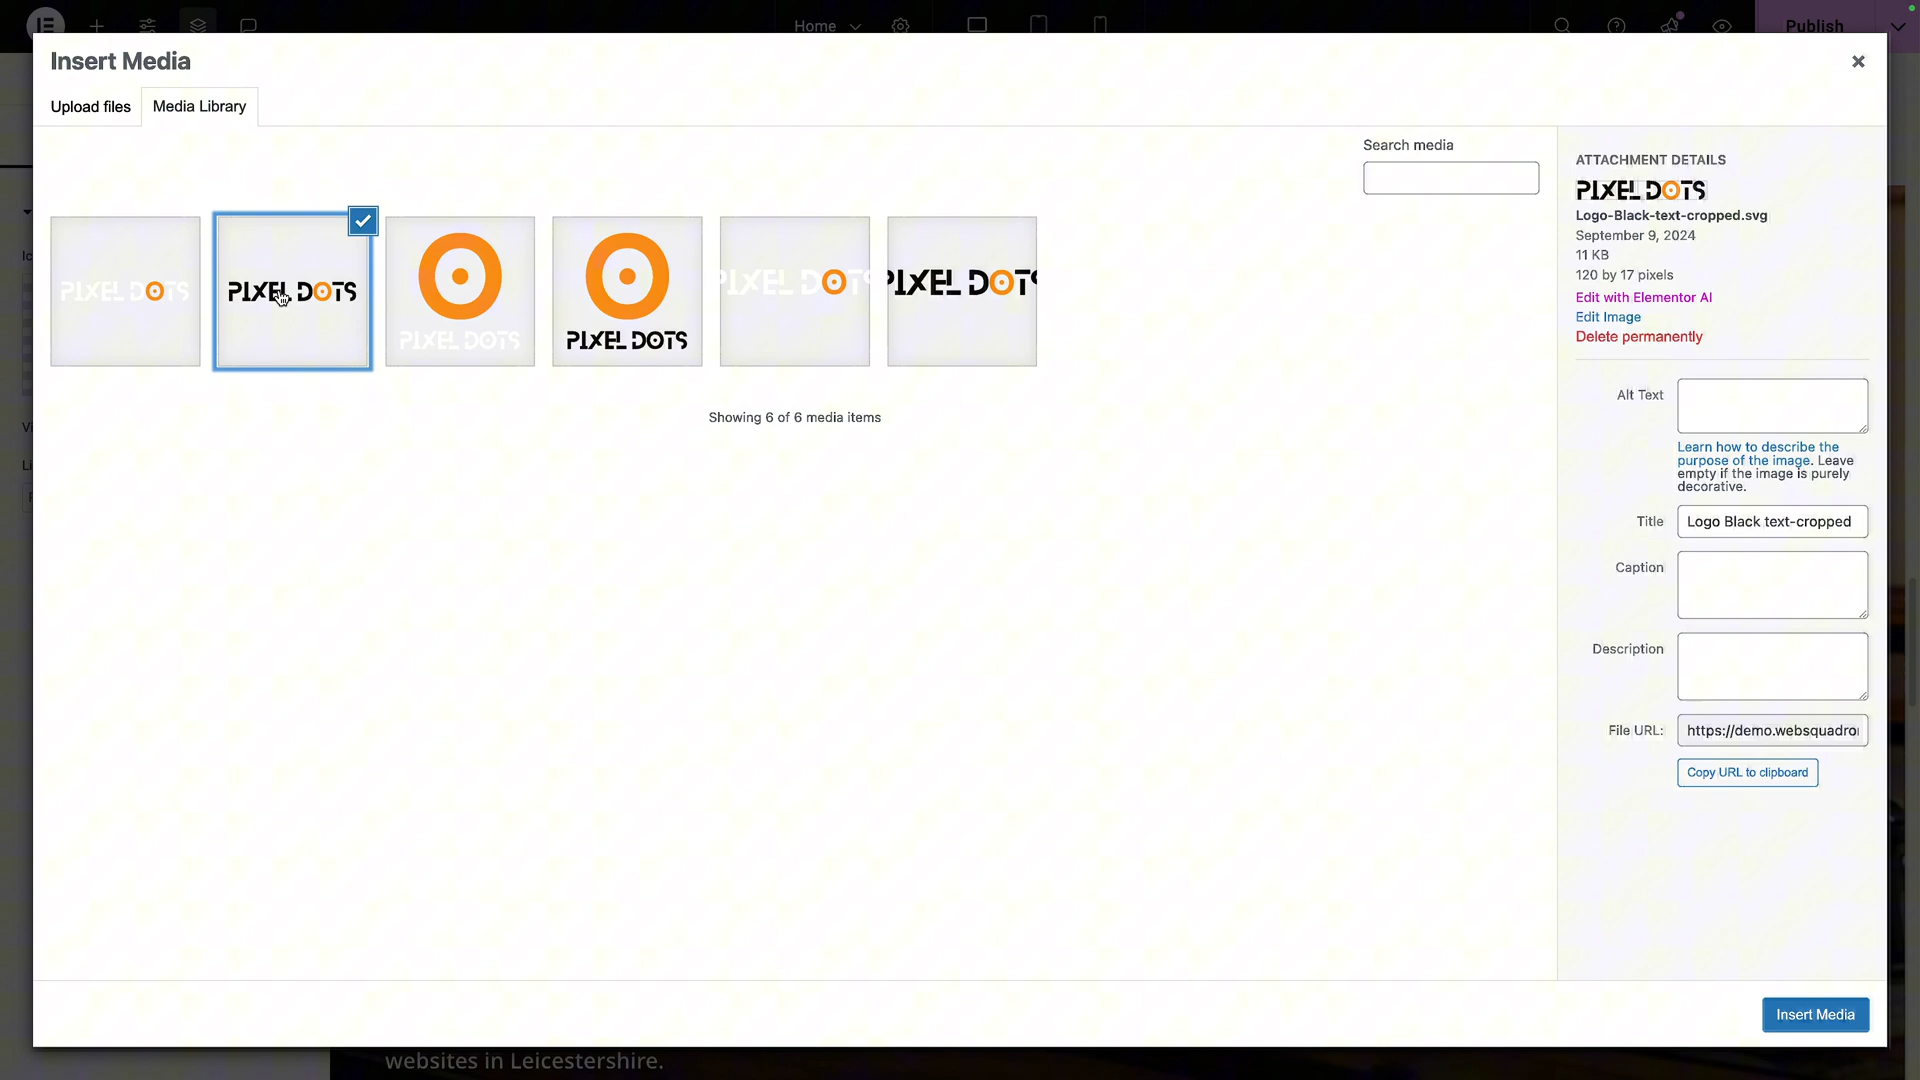 Home
Publish
Insert Media
Upload files
Media Library
Search media
PIXEL DOTS
PIXEL DOTS
PIXEL DOTS
PIXEL DOTS
PIXEL DOTS
PIXEL DOTS
Showing 6 of 6 media items
ATTACHMENT DETAILS
PIXEL DOTS
Logo-Black-text-cropped.svg
September 9, 2024
11 KB
120 by 17 pixels
Edit with Elementor AI
Edit Image
Delete permanently
Alt Text
Learn how to describe the
purpose of the image. Leave
empty if the image is purely
decorative.
Title
Logo Black text-cropped
Caption
Description
File URL:
https://demo.websquadro
Copy URL to clipboard
Insert Media
websites in Leicestershire.